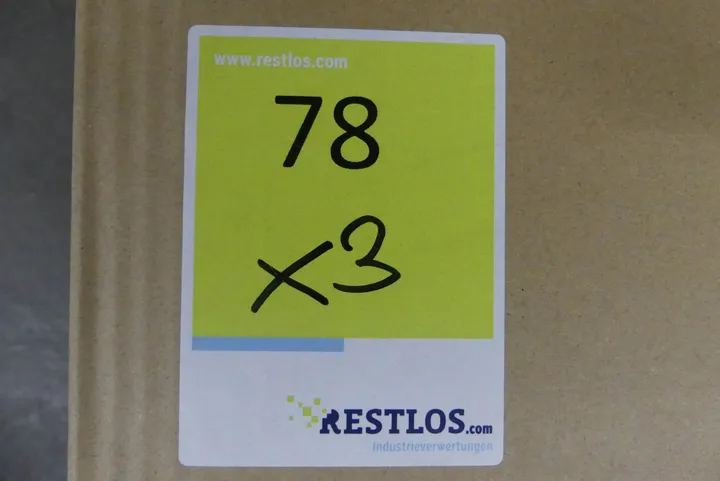 www.restlos.com
78
x3
RESTLOS.com
Industrieverwertungen